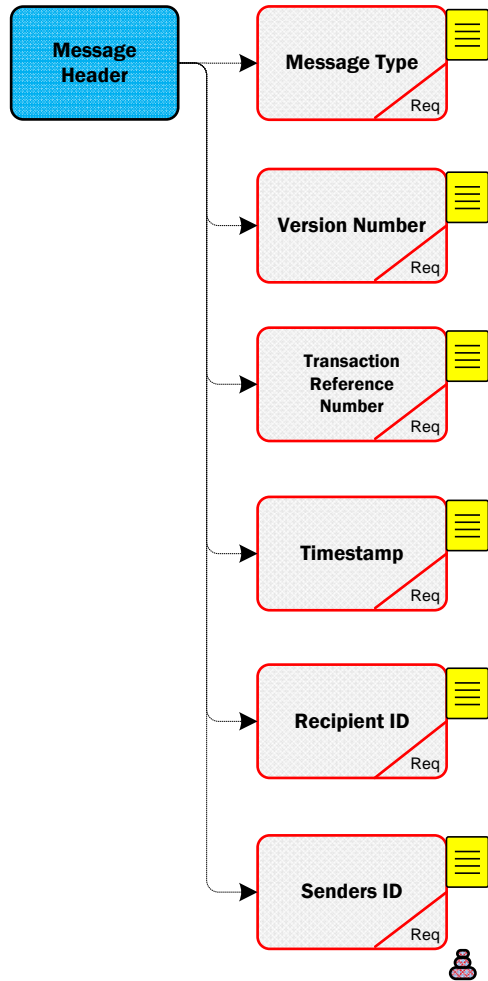 Message
Header
Message Type
Req
Version Number
Req
Transaction
Reference
Number
Req
Timestamp
Req
Recipient ID
Req
Senders ID
Req